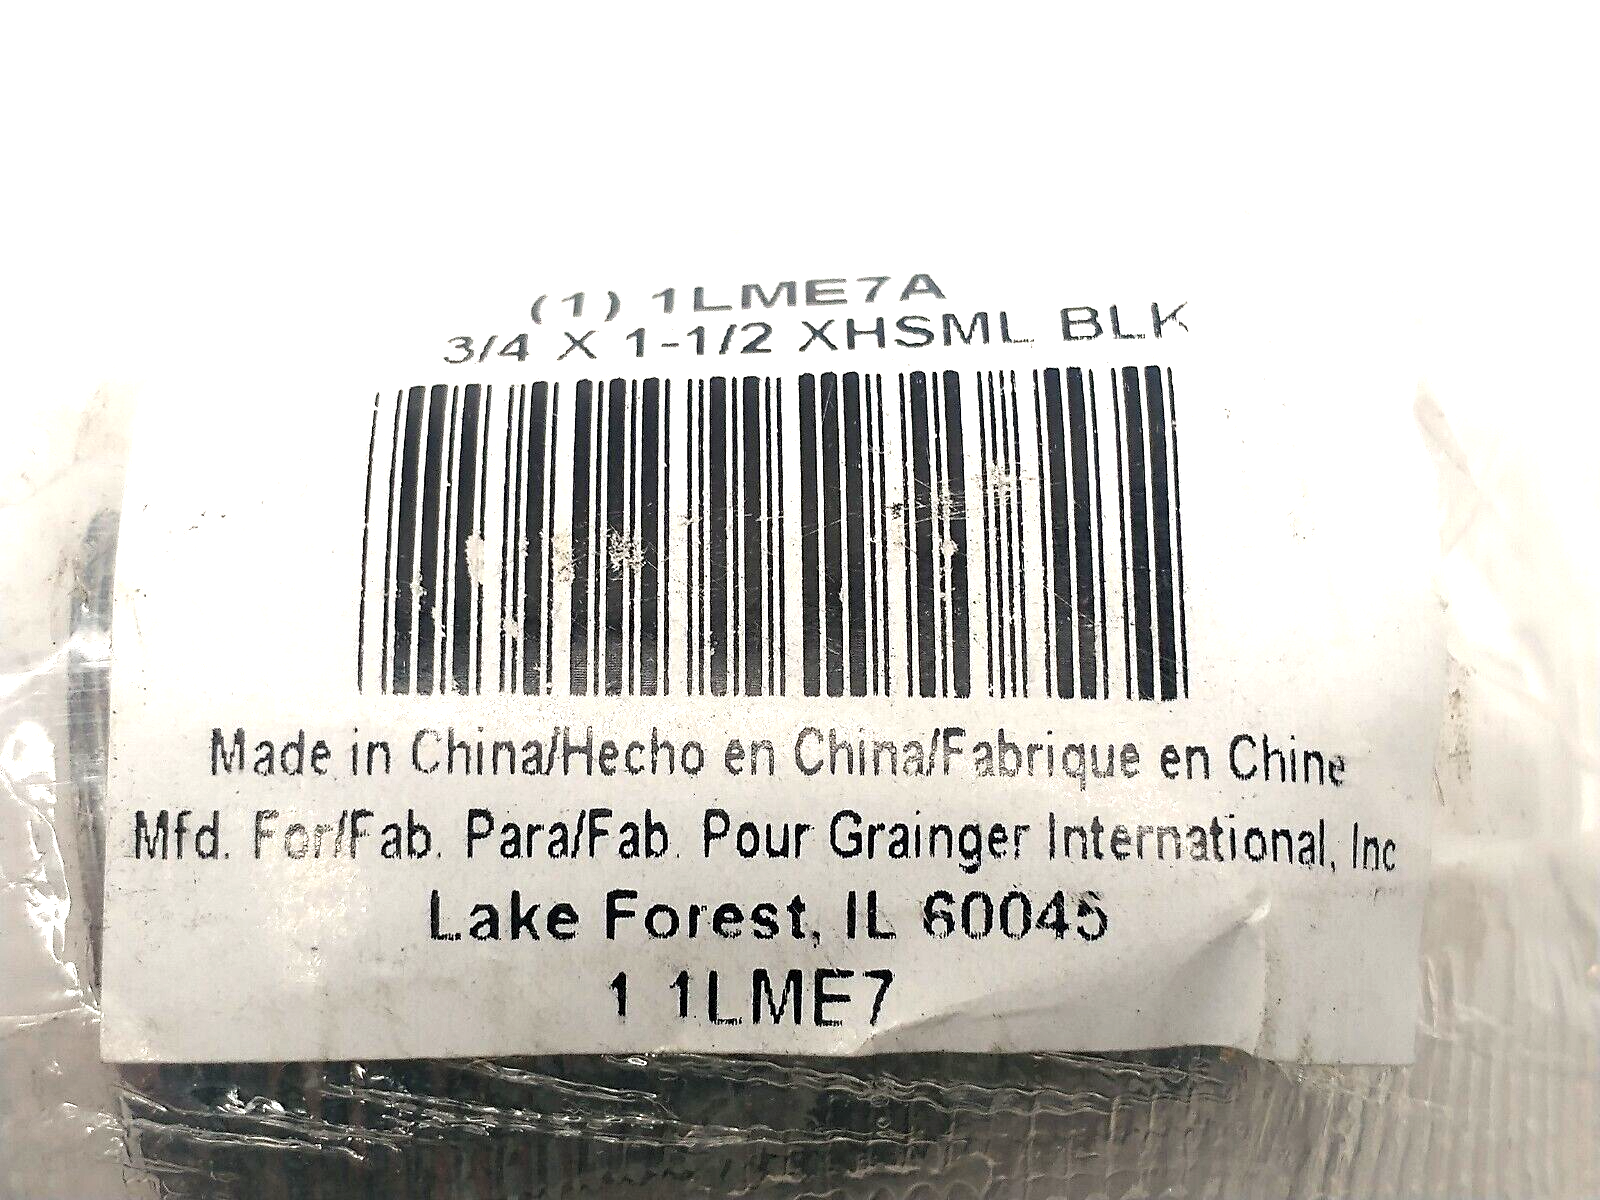 (1) 1LME7A
3/4 X 1-1/2 XHSML BLK
Made in China/Hecho en China/Fabrique en Chine
Mfd. For/Fab. Para/Fab. Pour Grainger International, Inc
Lake Forest, IL 60045
1 1LME7